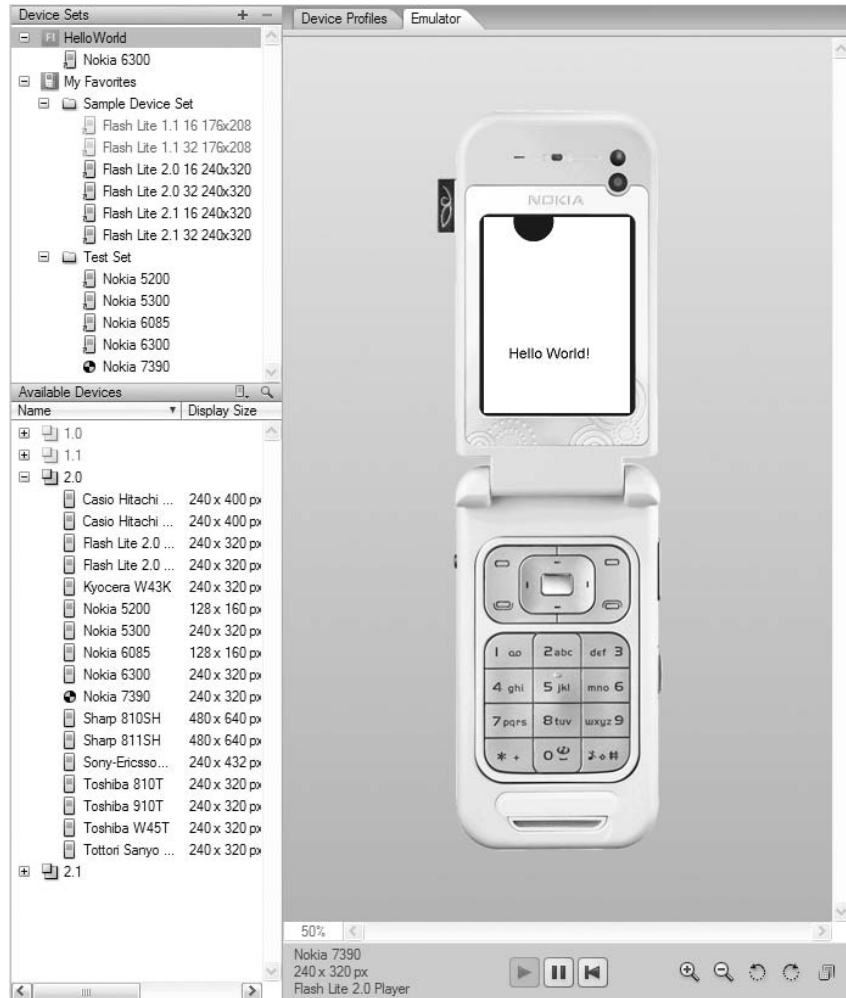 Device Sets + −
HelloWorld
Nokia 6300
My Favorites
Sample Device Set
Flash Lite 1.1 16 176x208
Flash Lite 1.1 32 176x208
Flash Lite 2.0 16 240x320
Flash Lite 2.0 32 240x320
Flash Lite 2.1 16 240x320
Flash Lite 2.1 32 240x320
Test Set
Nokia 5200
Nokia 5300
Nokia 6085
Nokia 6300
Nokia 7390
Available Devices
Name Display Size
1.0
1.1
2.0
Casio Hitachi ... 240 x 400 px
Casio Hitachi ... 240 x 400 px
Flash Lite 2.0 ... 240 x 320 px
Flash Lite 2.0 ... 240 x 320 px
Kyocera W43K 240 x 320 px
Nokia 5200 128 x 160 px
Nokia 5300 240 x 320 px
Nokia 6085 128 x 160 px
Nokia 6300 240 x 320 px
Nokia 7390 240 x 320 px
Sharp 810SH 480 x 640 px
Sharp 811SH 480 x 640 px
Sony-Ericsso... 240 x 432 px
Toshiba 810T 240 x 320 px
Toshiba 910T 240 x 320 px
Toshiba W45T 240 x 320 px
Tottori Sanyo ... 240 x 320 px
2.1
Device Profiles Emulator
NOKIA
Hello World!
1 2abc def 3
4 ghi 5 jkl mno 6
7pqrs 8tuv wxyz9
* + 0 #
50%
Nokia 7390
240 x 320 px
Flash Lite 2.0 Player